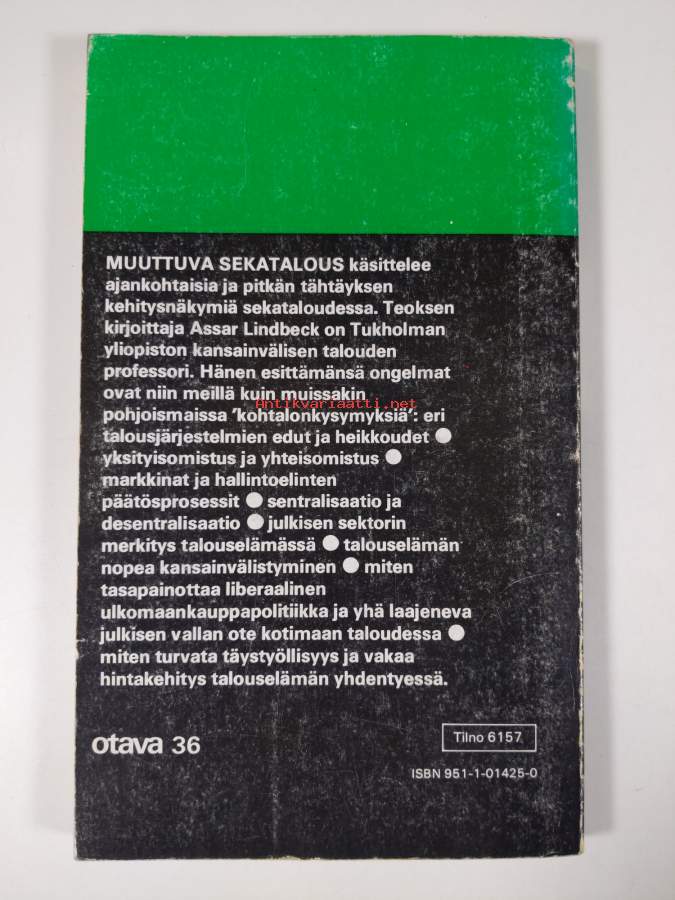 MUUTTUVA SEKATALOUS käsittelee
ajankohtaisia ja pitkän tähtäyksen
kehitysnäkymiä sekataloudessa. Teoksen
kirjoittaja Assar Lindbeck on Tukholman
yliopiston kansainvälisen talouden
professori. Hänen esittämänsä ongelmat
ovat niin meillä kuin muissakin
Antikvariaatti.net
pohjoismaissa 'kohtalonkysymyksiä': eri
talousjärjestelmien edut ja heikkoudet ●
yksityisomistus ja yhteisomistus ●
markkinat ja hallintoelinten
päätösprosessit ● sentralisaatio ja
desentralisaatio ● julkisen sektorin
merkitys talouselämässä ● talouselämän
nopea kansainvälistyminen ● miten
tasapainottaa liberaalinen
ulkomaankauppapolitiikka ja yhä laajeneva
julkisen vallan ote kotimaan taloudessa ●
miten turvata täystyöllisyys ja vakaa
hintakehitys talouselämän yhdentyessä.
otava 36
Tilno 6157
ISBN 951-1-01425-0